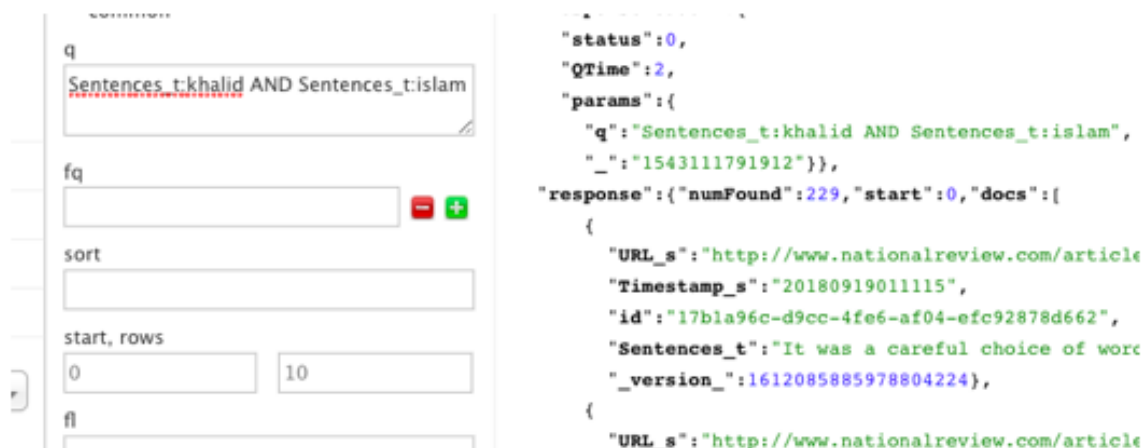 common
q
Sentences_t:khalid AND Sentences_t:islam
fq
sort
start, rows
0
10
fl
"status":0,
"QTime":2,
"params":{
"q":"Sentences_t:khalid AND Sentences_t:islam",
"_":"1543111791912"}},
"response":{"numFound":229,"start":0,"docs":[
{
"URL_s":"http://www.nationalreview.com/article
"Timestamp_s":"20180919011115",
"id":"17b1a96c-d9cc-4fe6-af04-efc92878d662",
"Sentences_t":"It was a careful choice of word
"_version_":1612085885978804224},
{
"URL_s":"http://www.nationalreview.com/article